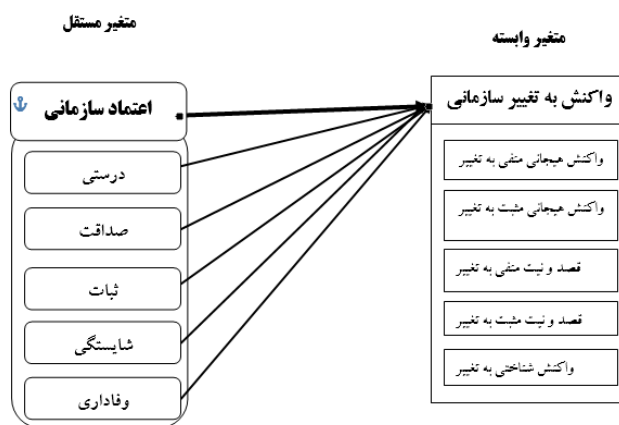 متغیر مستقل
متغیر وابسته
اعتماد سازمانی
واکنش به تغییر سازمانی
درستی
صداقت
ثبات
شایستگی
وفاداری
واکنش هیجانی منفی به تغییر
واکنش هیجانی مثبت به تغییر
قصد و نیت منفی به تغییر
قصد و نیت مثبت به تغییر
واکنش شناختی به تغییر